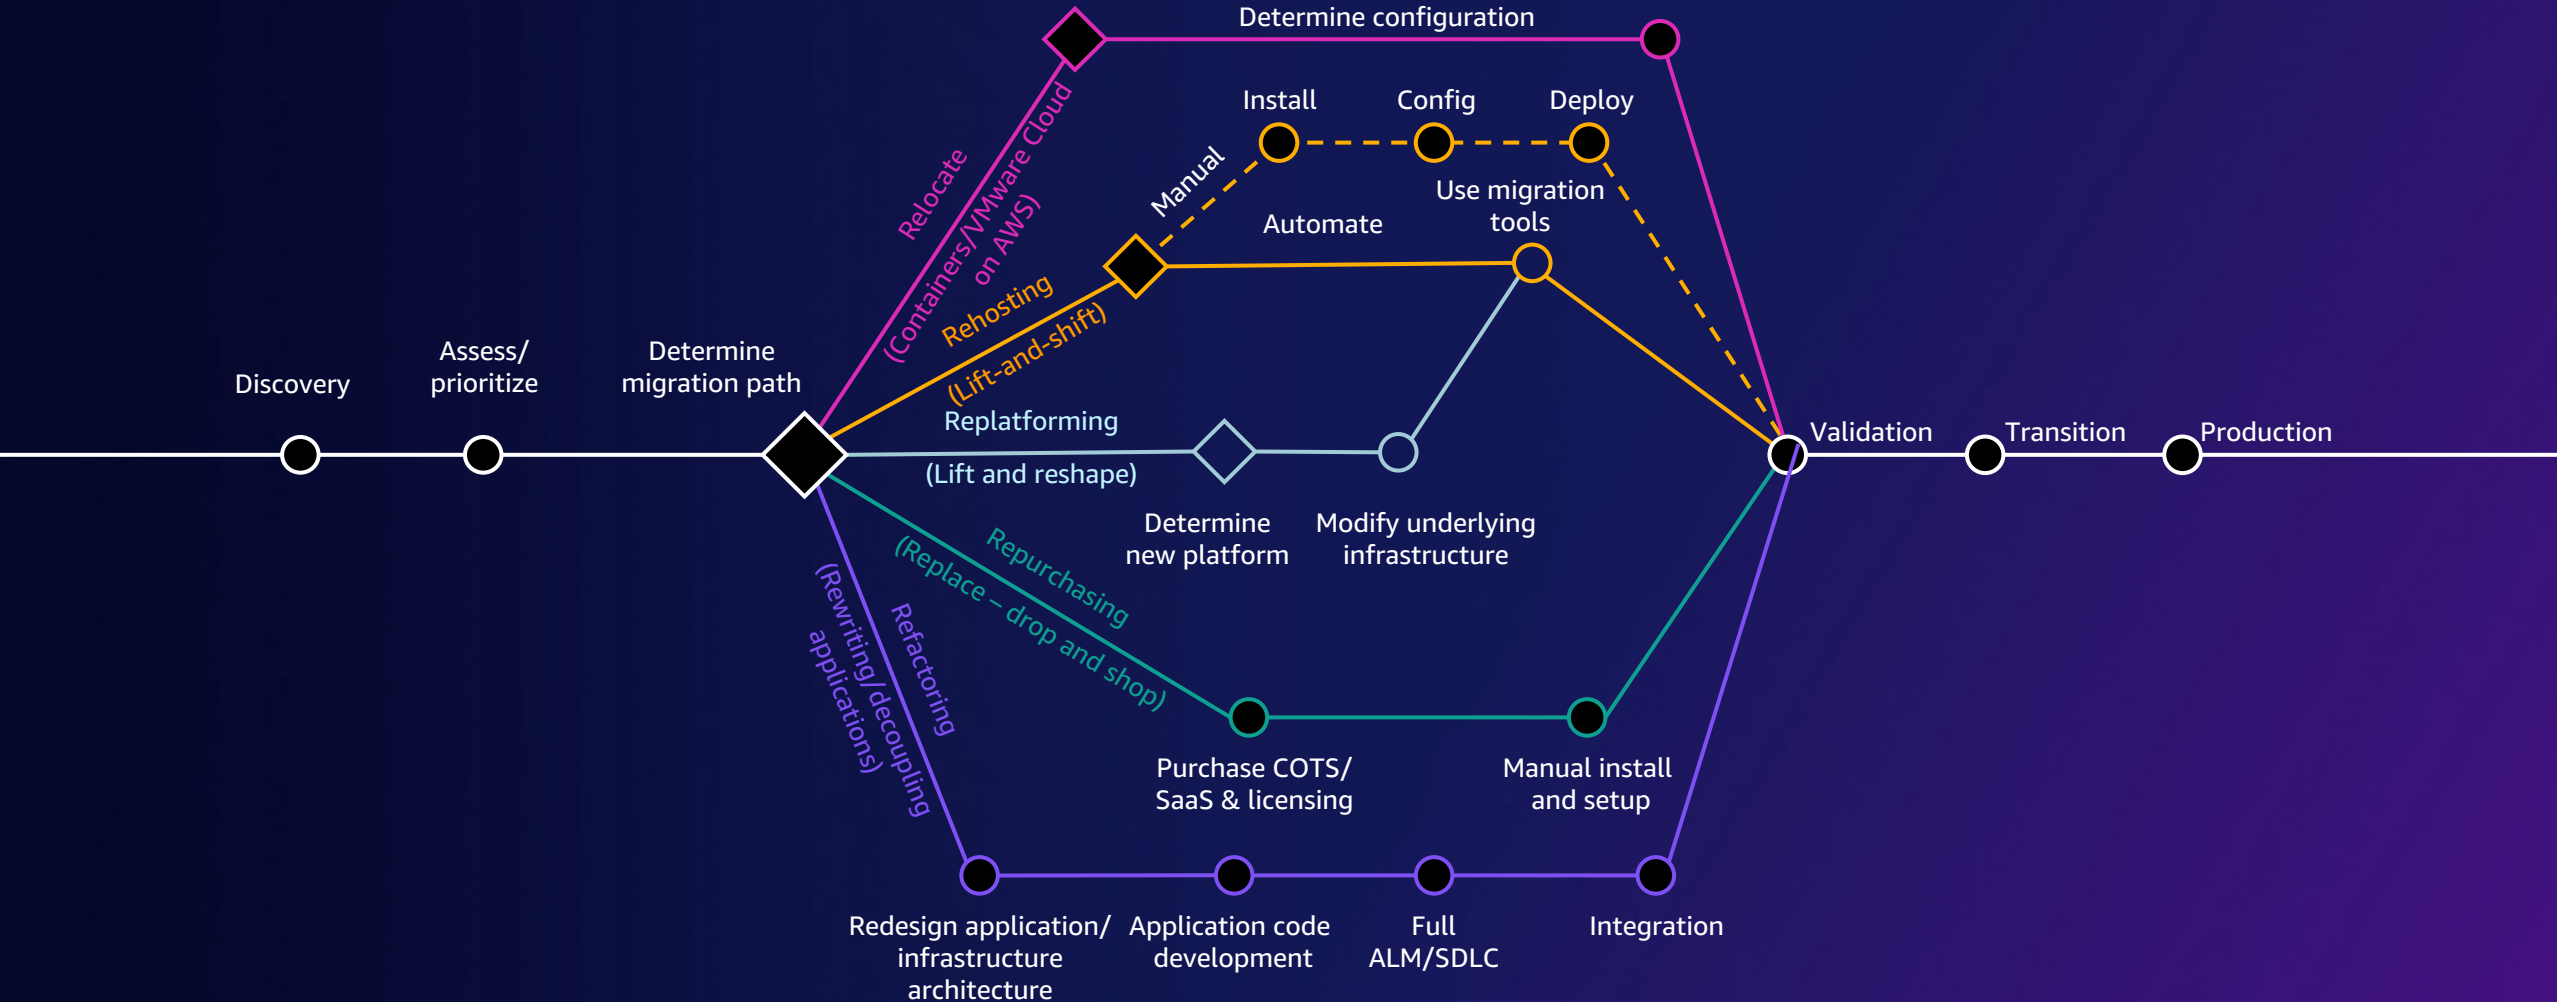 Determine configuration
Install
Config
Deploy
Manual
Use migration
tools
Automate
Relocate
(Containers/VMware Cloud
on AWS)
Rehosting
(Lift-and-shift)
Discovery
Assess/
prioritize
Determine
migration path
Replatforming
(Lift and reshape)
Determine
new platform
Modify underlying
infrastructure
Validation
Transition
Production
Repurchasing
(Replace – drop and shop)
Purchase COTS/
SaaS & licensing
Manual install
and setup
Refactoring
(Rewriting/decoupling
applications)
Redesign application/
infrastructure
architecture
Application code
development
Full
ALM/SDLC
Integration